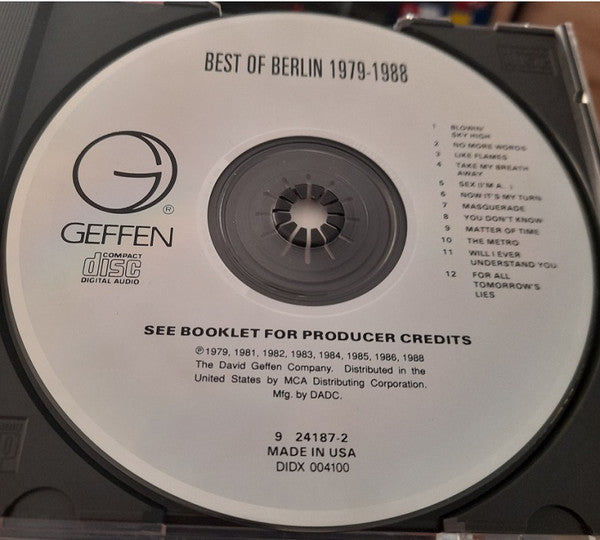 BEST OF BERLIN 1979-1988
1 BLOWIN'
SKY HIGH
2 NO MORE WORDS
3 LIKE FLAMES
4 TAKE MY BREATH
AWAY
5 SEX (I'M A...)
6 NOW IT'S MY TURN
7 MASQUERADE
8 YOU DON'T KNOW
9 MATTER OF TIME
10 THE METRO
11 WILL I EVER
UNDERSTAND YOU
12 FOR ALL
TOMORROW'S
LIES
G
®
GEFFEN
COMPACT
disc
DIGITAL AUDIO
SEE BOOKLET FOR PRODUCER CREDITS
℗1979, 1981, 1982, 1983, 1984, 1985, 1986, 1988
The David Geffen Company. Distributed in the
United States by MCA Distributing Corporation.
Mfg. by DADC.
9 24187-2
MADE IN USA
DIDX 004100